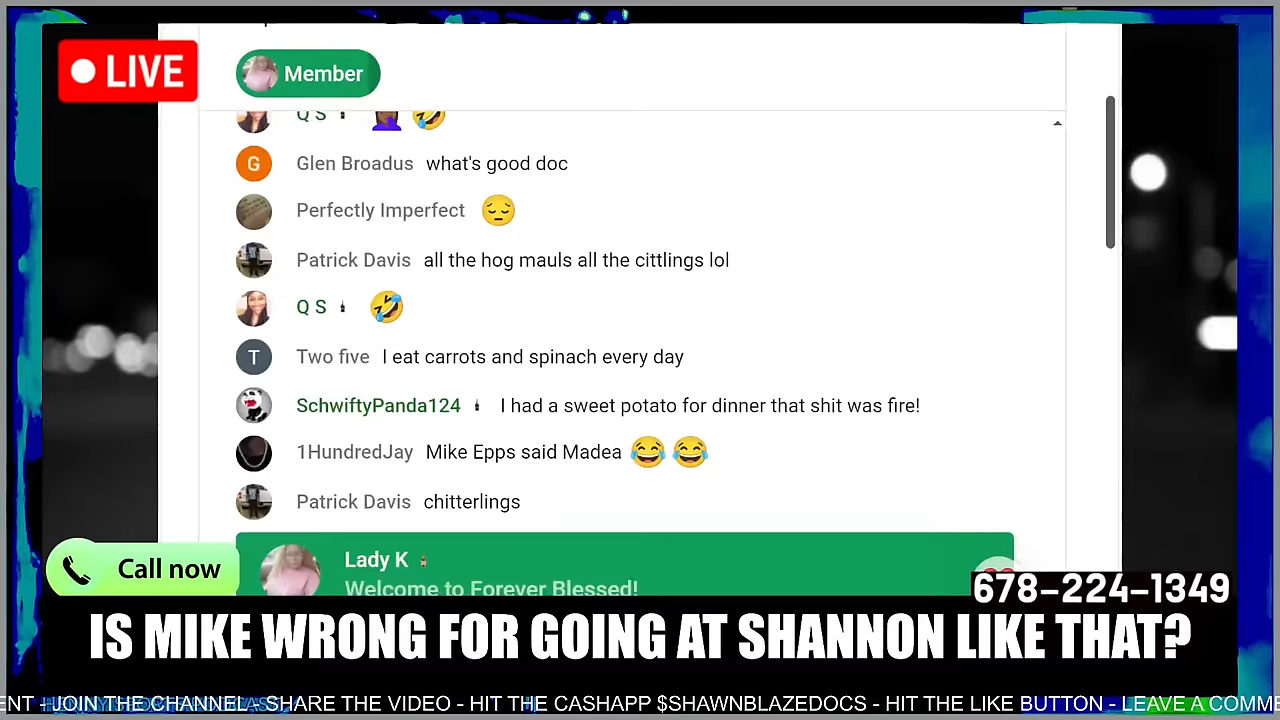 LIVE
Member
Q S
Glen Broadus what's good doc
Perfectly Imperfect
Patrick Davis all the hog mauls all the cittlings lol
Q S
T Two five I eat carrots and spinach every day
SchwiftyPanda124 I had a sweet potato for dinner that shit was fire!
1HundredJay Mike Epps said Madea
Patrick Davis chitterlings
Lady K
Welcome to Forever Blessed!
Call now
678-224-1349
IS MIKE WRONG FOR GOING AT SHANNON LIKE THAT?
ENT - JOIN THE CHANNEL - SHARE THE VIDEO - HIT THE CASHAPP $SHAWNBLAZEDOCS - HIT THE LIKE BUTTON - LEAVE A COMME